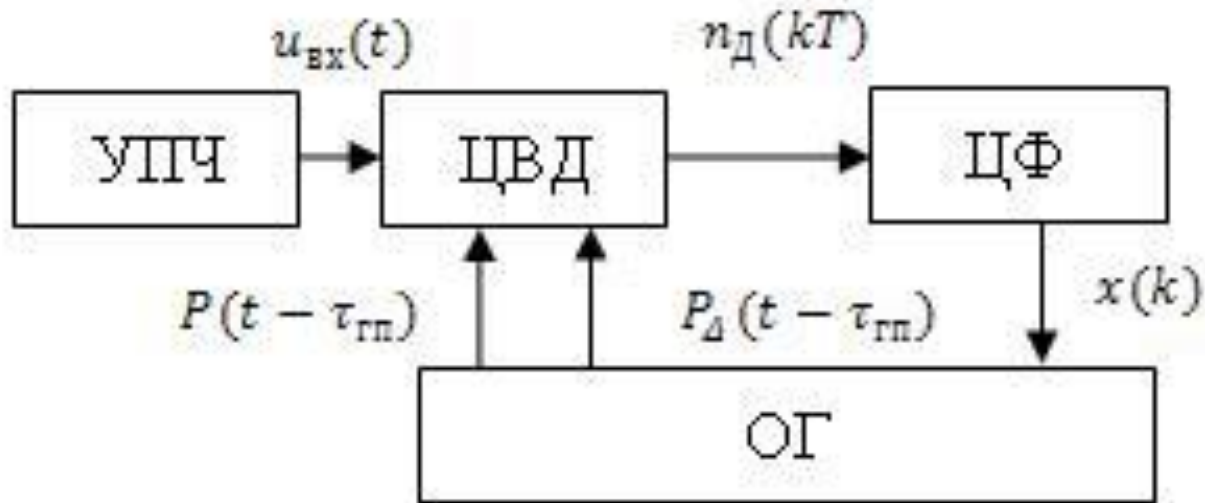 u_вх(t) n_Д(kT)
УПЧ ЦВД ЦФ
P(t − τ_гп) P_Δ(t − τ_гп) x(k)
ОГ